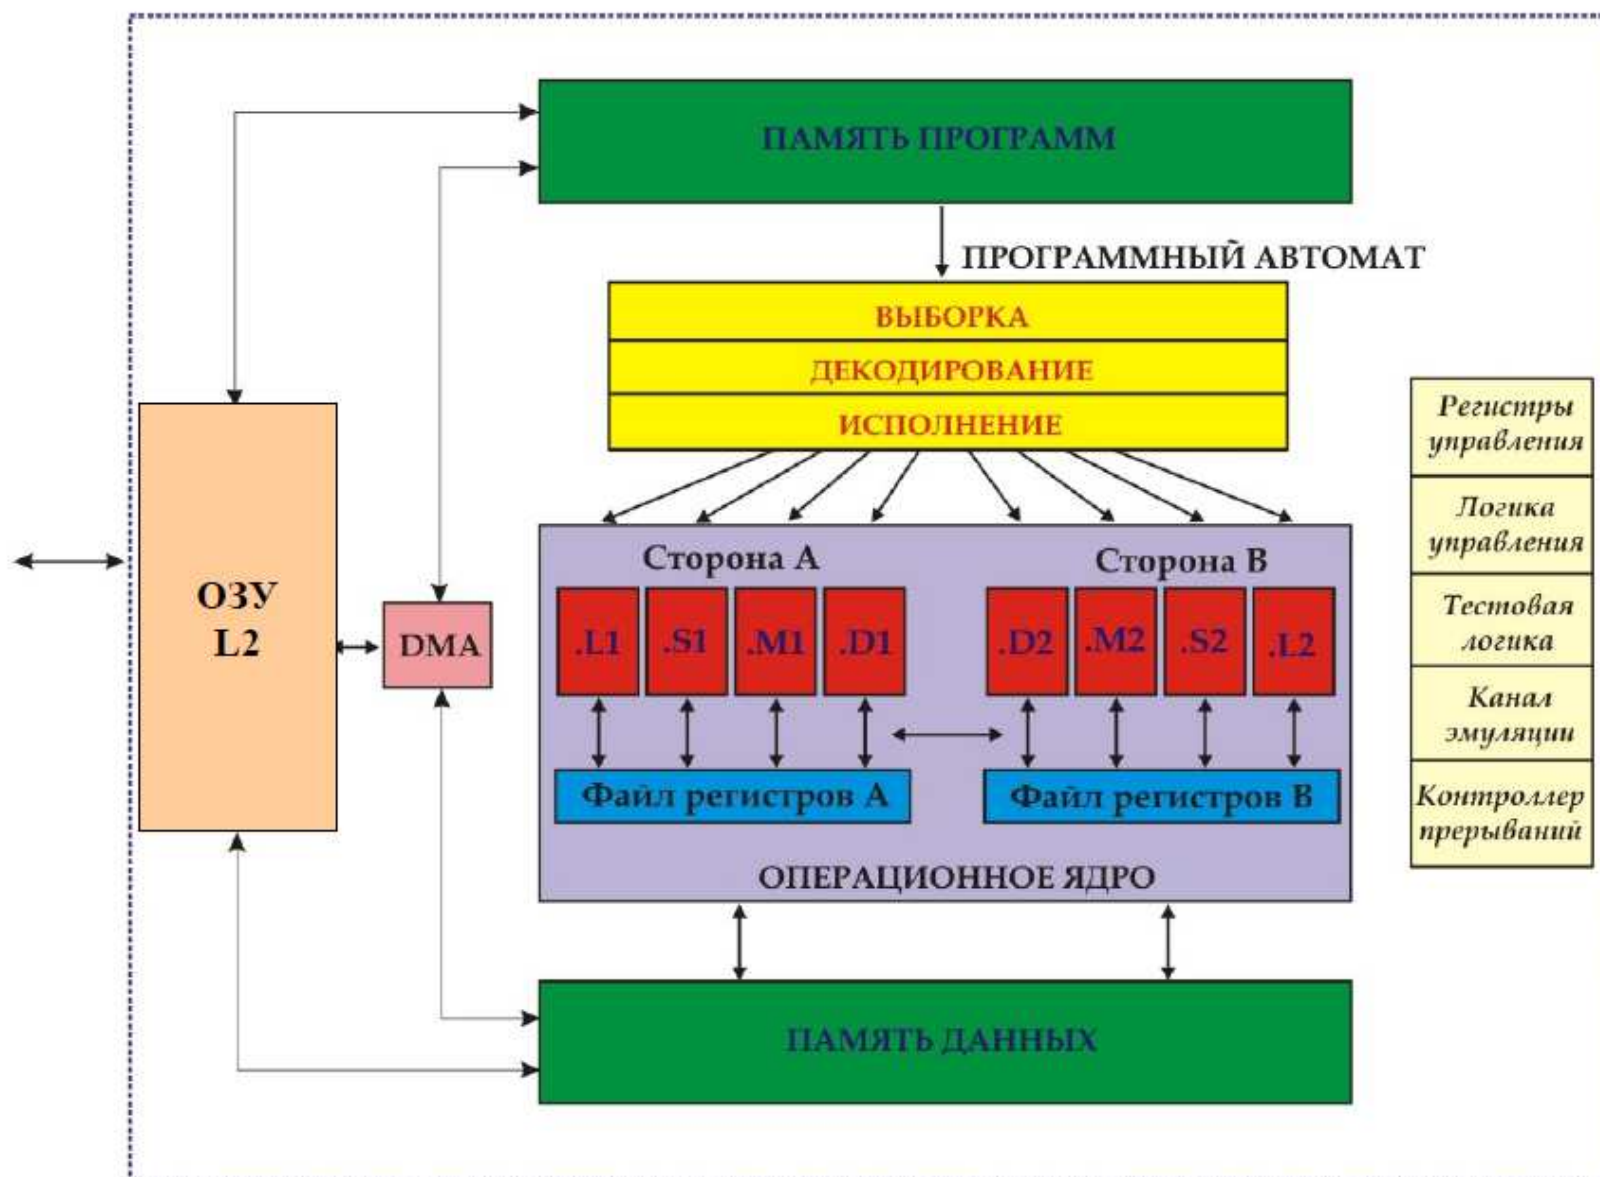 ПАМЯТЬ ПРОГРАММ
ПРОГРАММНЫЙ АВТОМАТ
ВЫБОРКА
ДЕКОДИРОВАНИЕ
ИСПОЛНЕНИЕ
ОЗУ
L2
DMA
Сторона А
Сторона В
.L1 .S1 .M1 .D1
.D2 .M2 .S2 .L2
Файл регистров А
Файл регистров В
ОПЕРАЦИОННОЕ ЯДРО
ПАМЯТЬ ДАННЫХ
Регистры
управления
Логика
управления
Тестовая
логика
Канал
эмуляции
Контроллер
прерываний